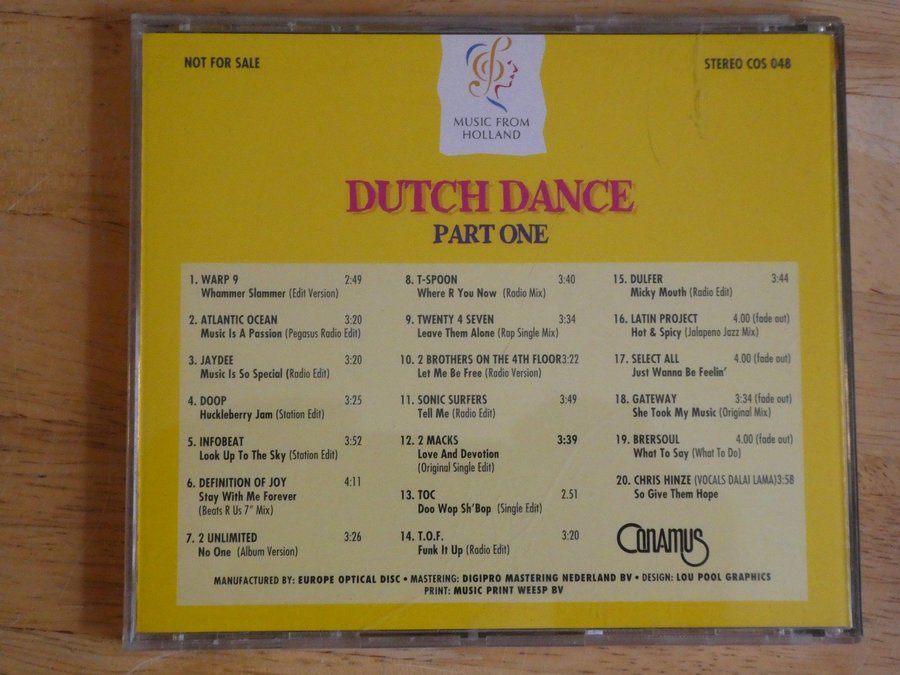 NOT FOR SALE
STEREO COS 048
MUSIC FROM
HOLLAND
DUTCH DANCE
PART ONE
1. WARP 9 2:49
Whammer Slammer (Edit Version)
2. ATLANTIC OCEAN 3:20
Music Is A Passion (Pegasus Radio Edit)
3. JAYDEE 3:20
Music Is So Special (Radio Edit)
4. DOOP 3:25
Huckleberry Jam (Station Edit)
5. INFOBEAT 3:52
Look Up To The Sky (Station Edit)
6. DEFINITION OF JOY 4:11
Stay With Me Forever
(Beats R Us 7” Mix)
7. 2 UNLIMITED 3:26
No One (Album Version)
8. T-SPOON 3:40
Where R You Now (Radio Mix)
9. TWENTY 4 SEVEN 3:34
Leave Them Alone (Rap Single Mix)
10. 2 BROTHERS ON THE 4TH FLOOR3:22
Let Me Be Free (Radio Version)
11. SONIC SURFERS 3:49
Tell Me (Radio Edit)
12. 2 MACKS 3:39
Love And Devotion
(Original Single Edit)
13. TOC 2.51
Doo Wop Sh’Bop (Single Edit)
14. T.O.F. 3:20
Funk It Up (Radio Edit)
15. DULFER 3:44
Micky Mouth (Radio Edit)
16. LATIN PROJECT 4.00 (fade out)
Hot & Spicy (Jalapeno Jazz Mix)
17. SELECT ALL 4.00 (fade out)
Just Wanna Be Feelin’
18. GATEWAY 3:34 (fade out)
She Took My Music (Original Mix)
19. BRERSOUL 4.00 (fade out)
What To Say (What To Do)
20. CHRIS HINZE (VOCALS DALAI LAMA)3:58
So Give Them Hope
CONAMUS
MANUFACTURED BY: EUROPE OPTICAL DISC • MASTERING: DIGIPRO MASTERING NEDERLAND BV • DESIGN: LOU POOL GRAPHICS
PRINT: MUSIC PRINT WEESP BV